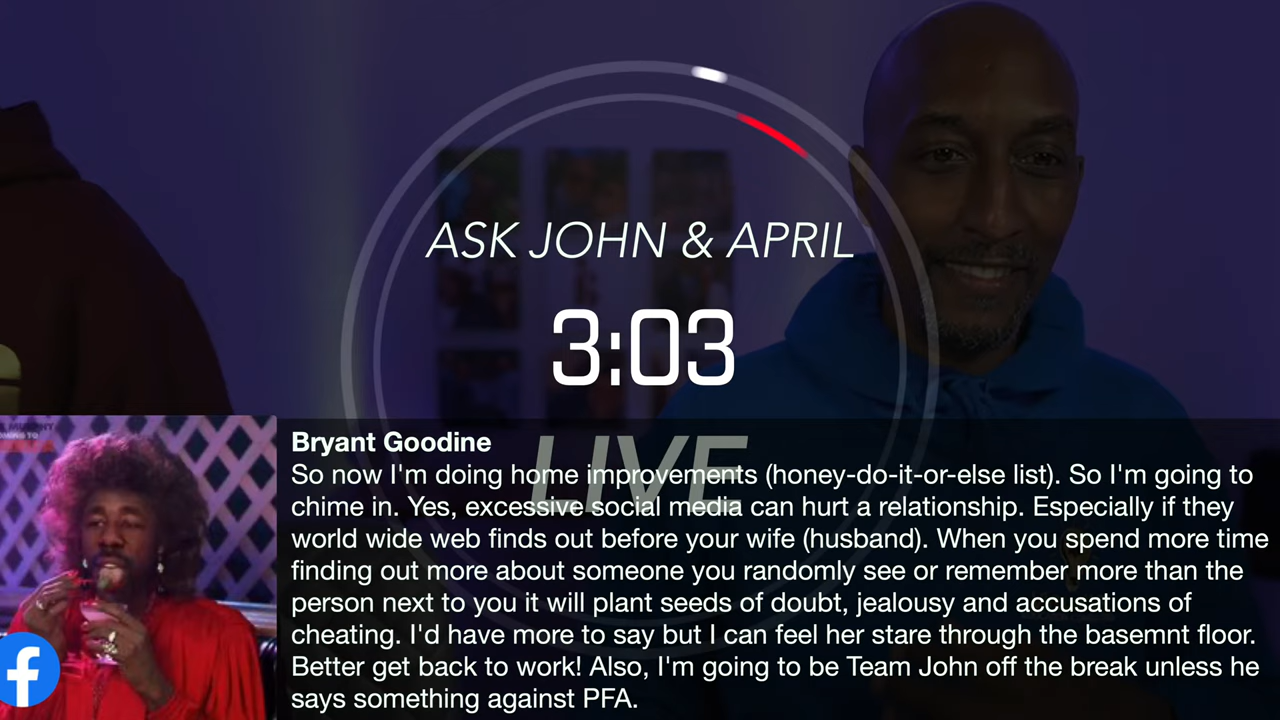 ASK JOHN & APRIL
3:03
LIVE
Bryant Goodine
So now I'm doing home improvements (honey-do-it-or-else list). So I'm going to
chime in. Yes, excessive social media can hurt a relationship. Especially if they
world wide web finds out before your wife (husband). When you spend more time
finding out more about someone you randomly see or remember more than the
person next to you it will plant seeds of doubt, jealousy and accusations of
cheating. I'd have more to say but I can feel her stare through the basemnt floor.
Better get back to work! Also, I'm going to be Team John off the break unless he
says something against PFA.